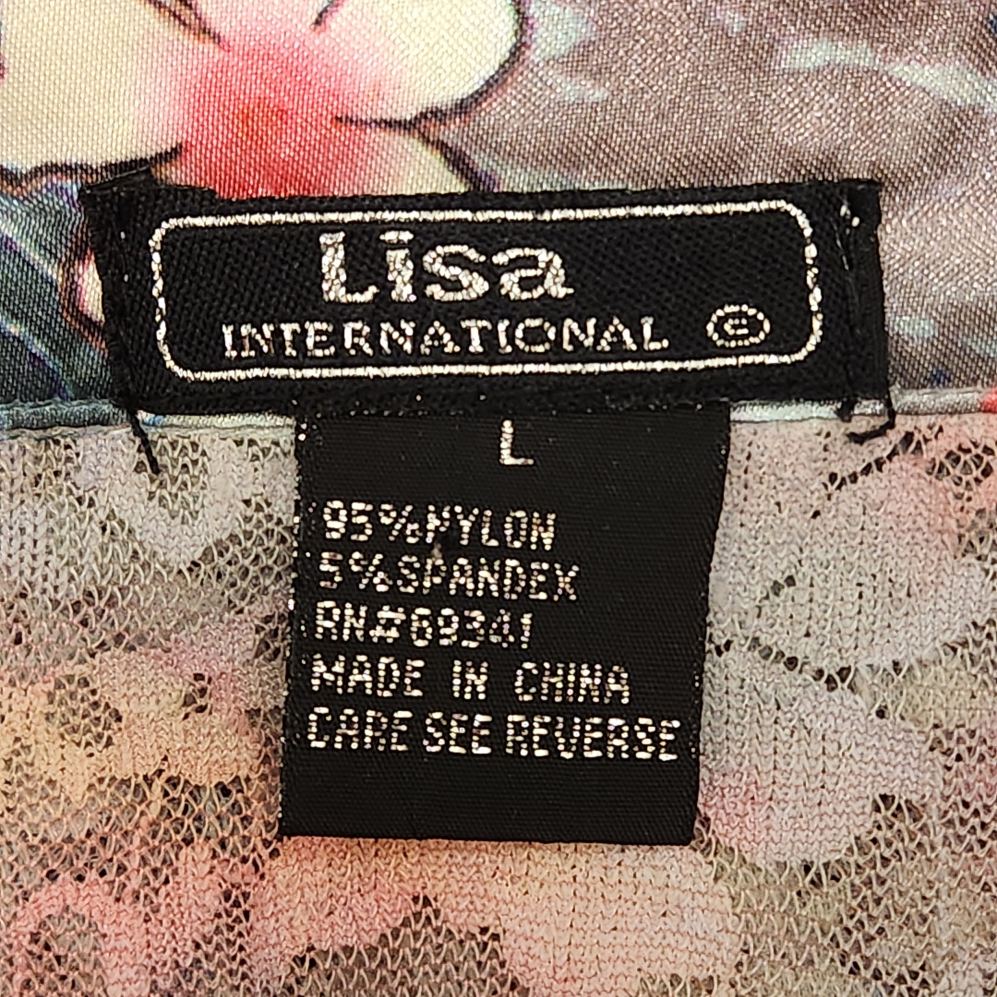 Lisa
INTERNATIONAL ©
L
95%NYLON
5%SPANDEX
RN#69341
MADE IN CHINA
CARE SEE REVERSE